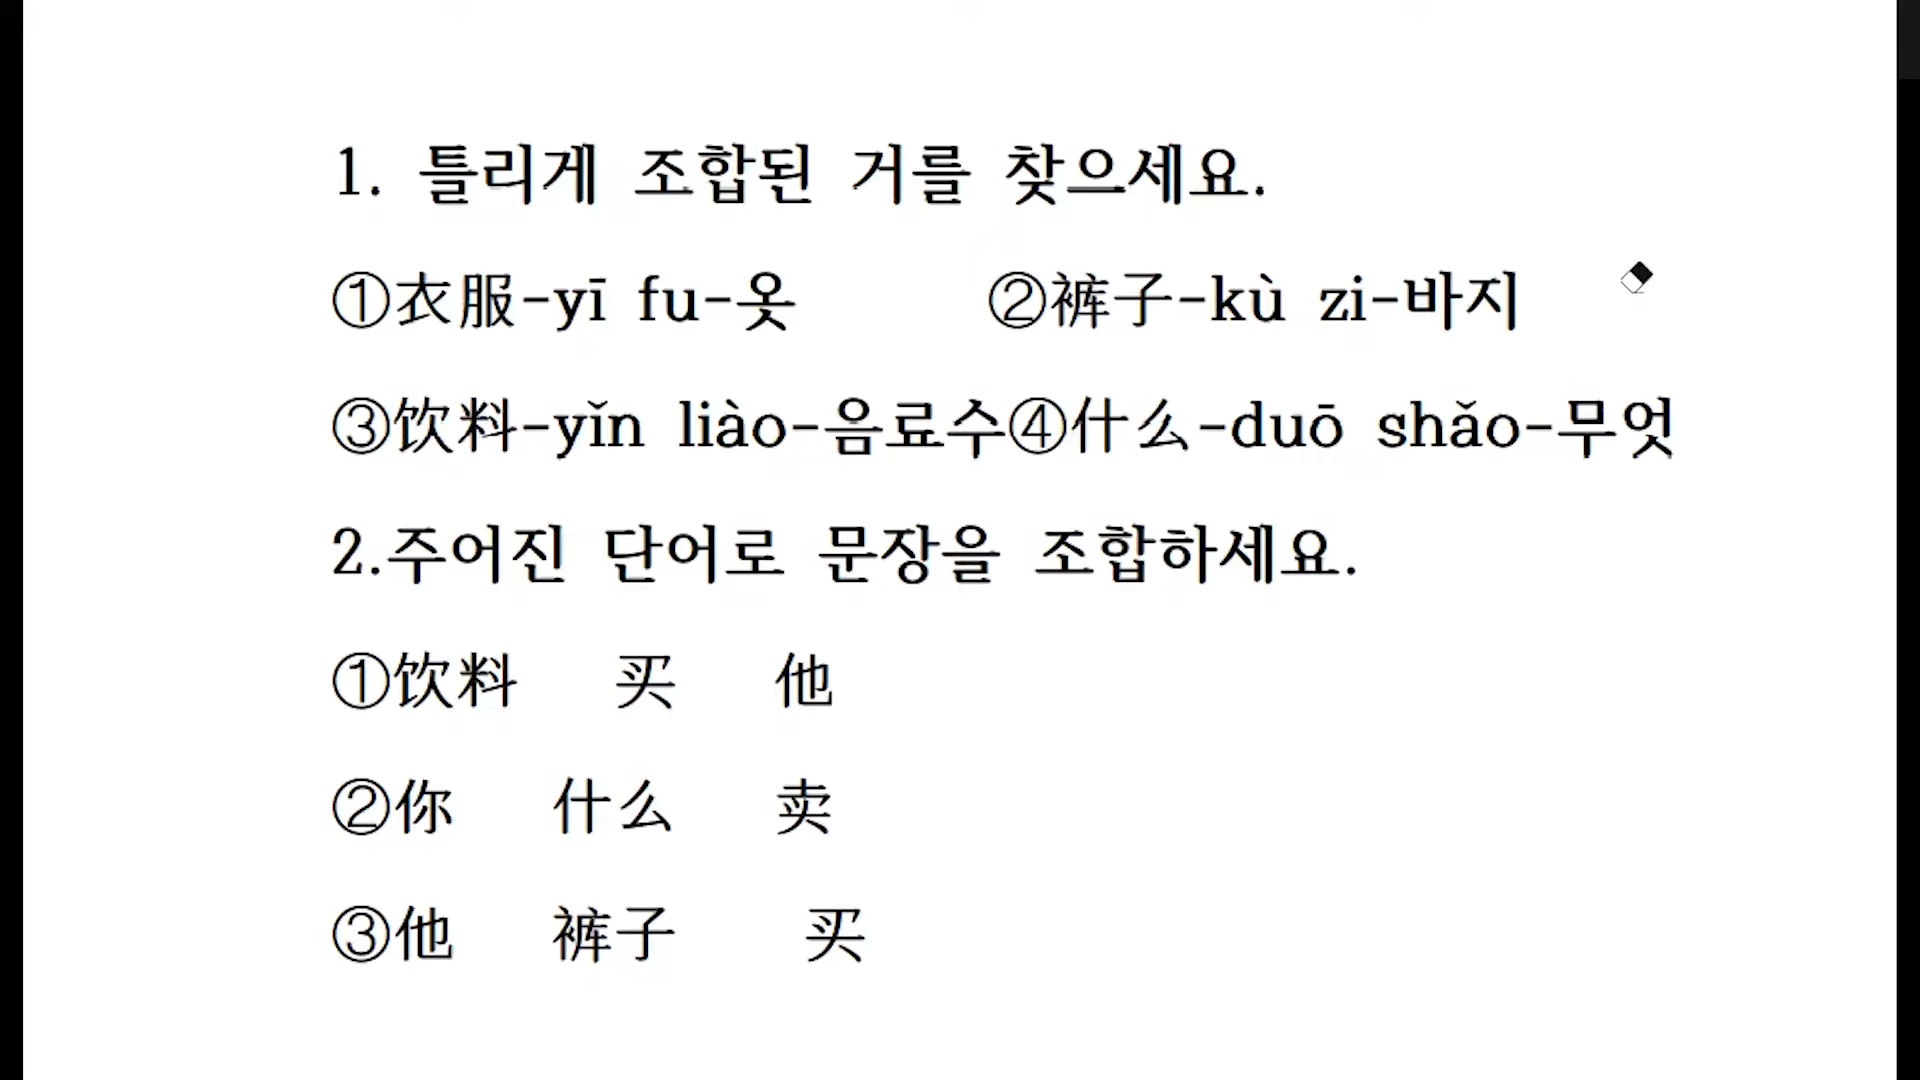 1. 틀리게 조합된 거를 찾으세요.
①衣服-yī fu-옷 ②裤子-kù zi-바지
③饮料-yǐn liào-음료수④什么-duō shǎo-무엇
2.주어진 단어로 문장을 조합하세요.
①饮料 买 他
②你 什么 卖
③他 裤子 买